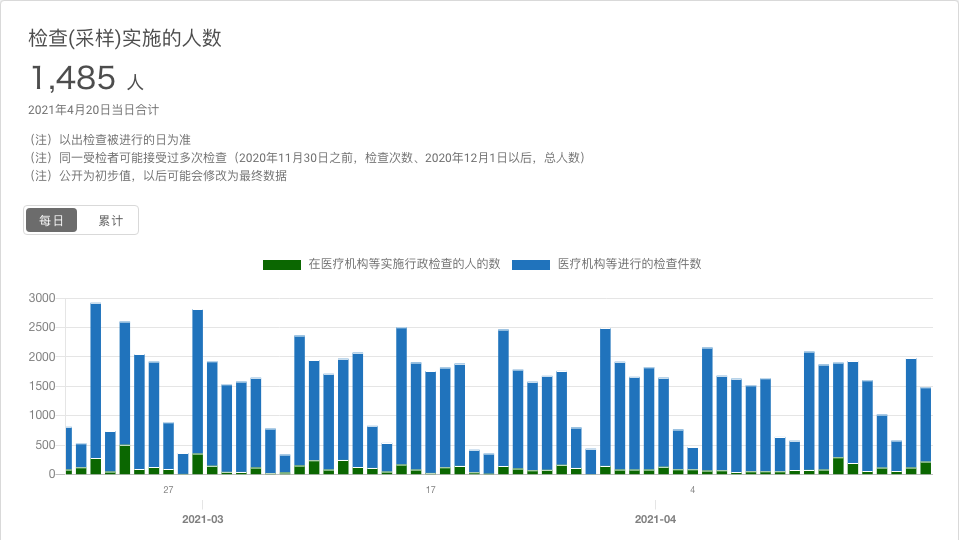 检查(采样)实施的人数
1,485 人
2021年4月20日当日合计
（注）以出检查被进行的日为准
（注）同一受检者可能接受过多次检查（2020年11月30日之前，检查次数、2020年12月1日以后，总人数）
（注）公开为初步值，以后可能会修改为最终数据
每日 累计
在医疗机构等实施行政检查的人的数 医疗机构等进行的检查件数
3000
2500
2000
1500
1000
500
0
27 17 4
2021-03 2021-04